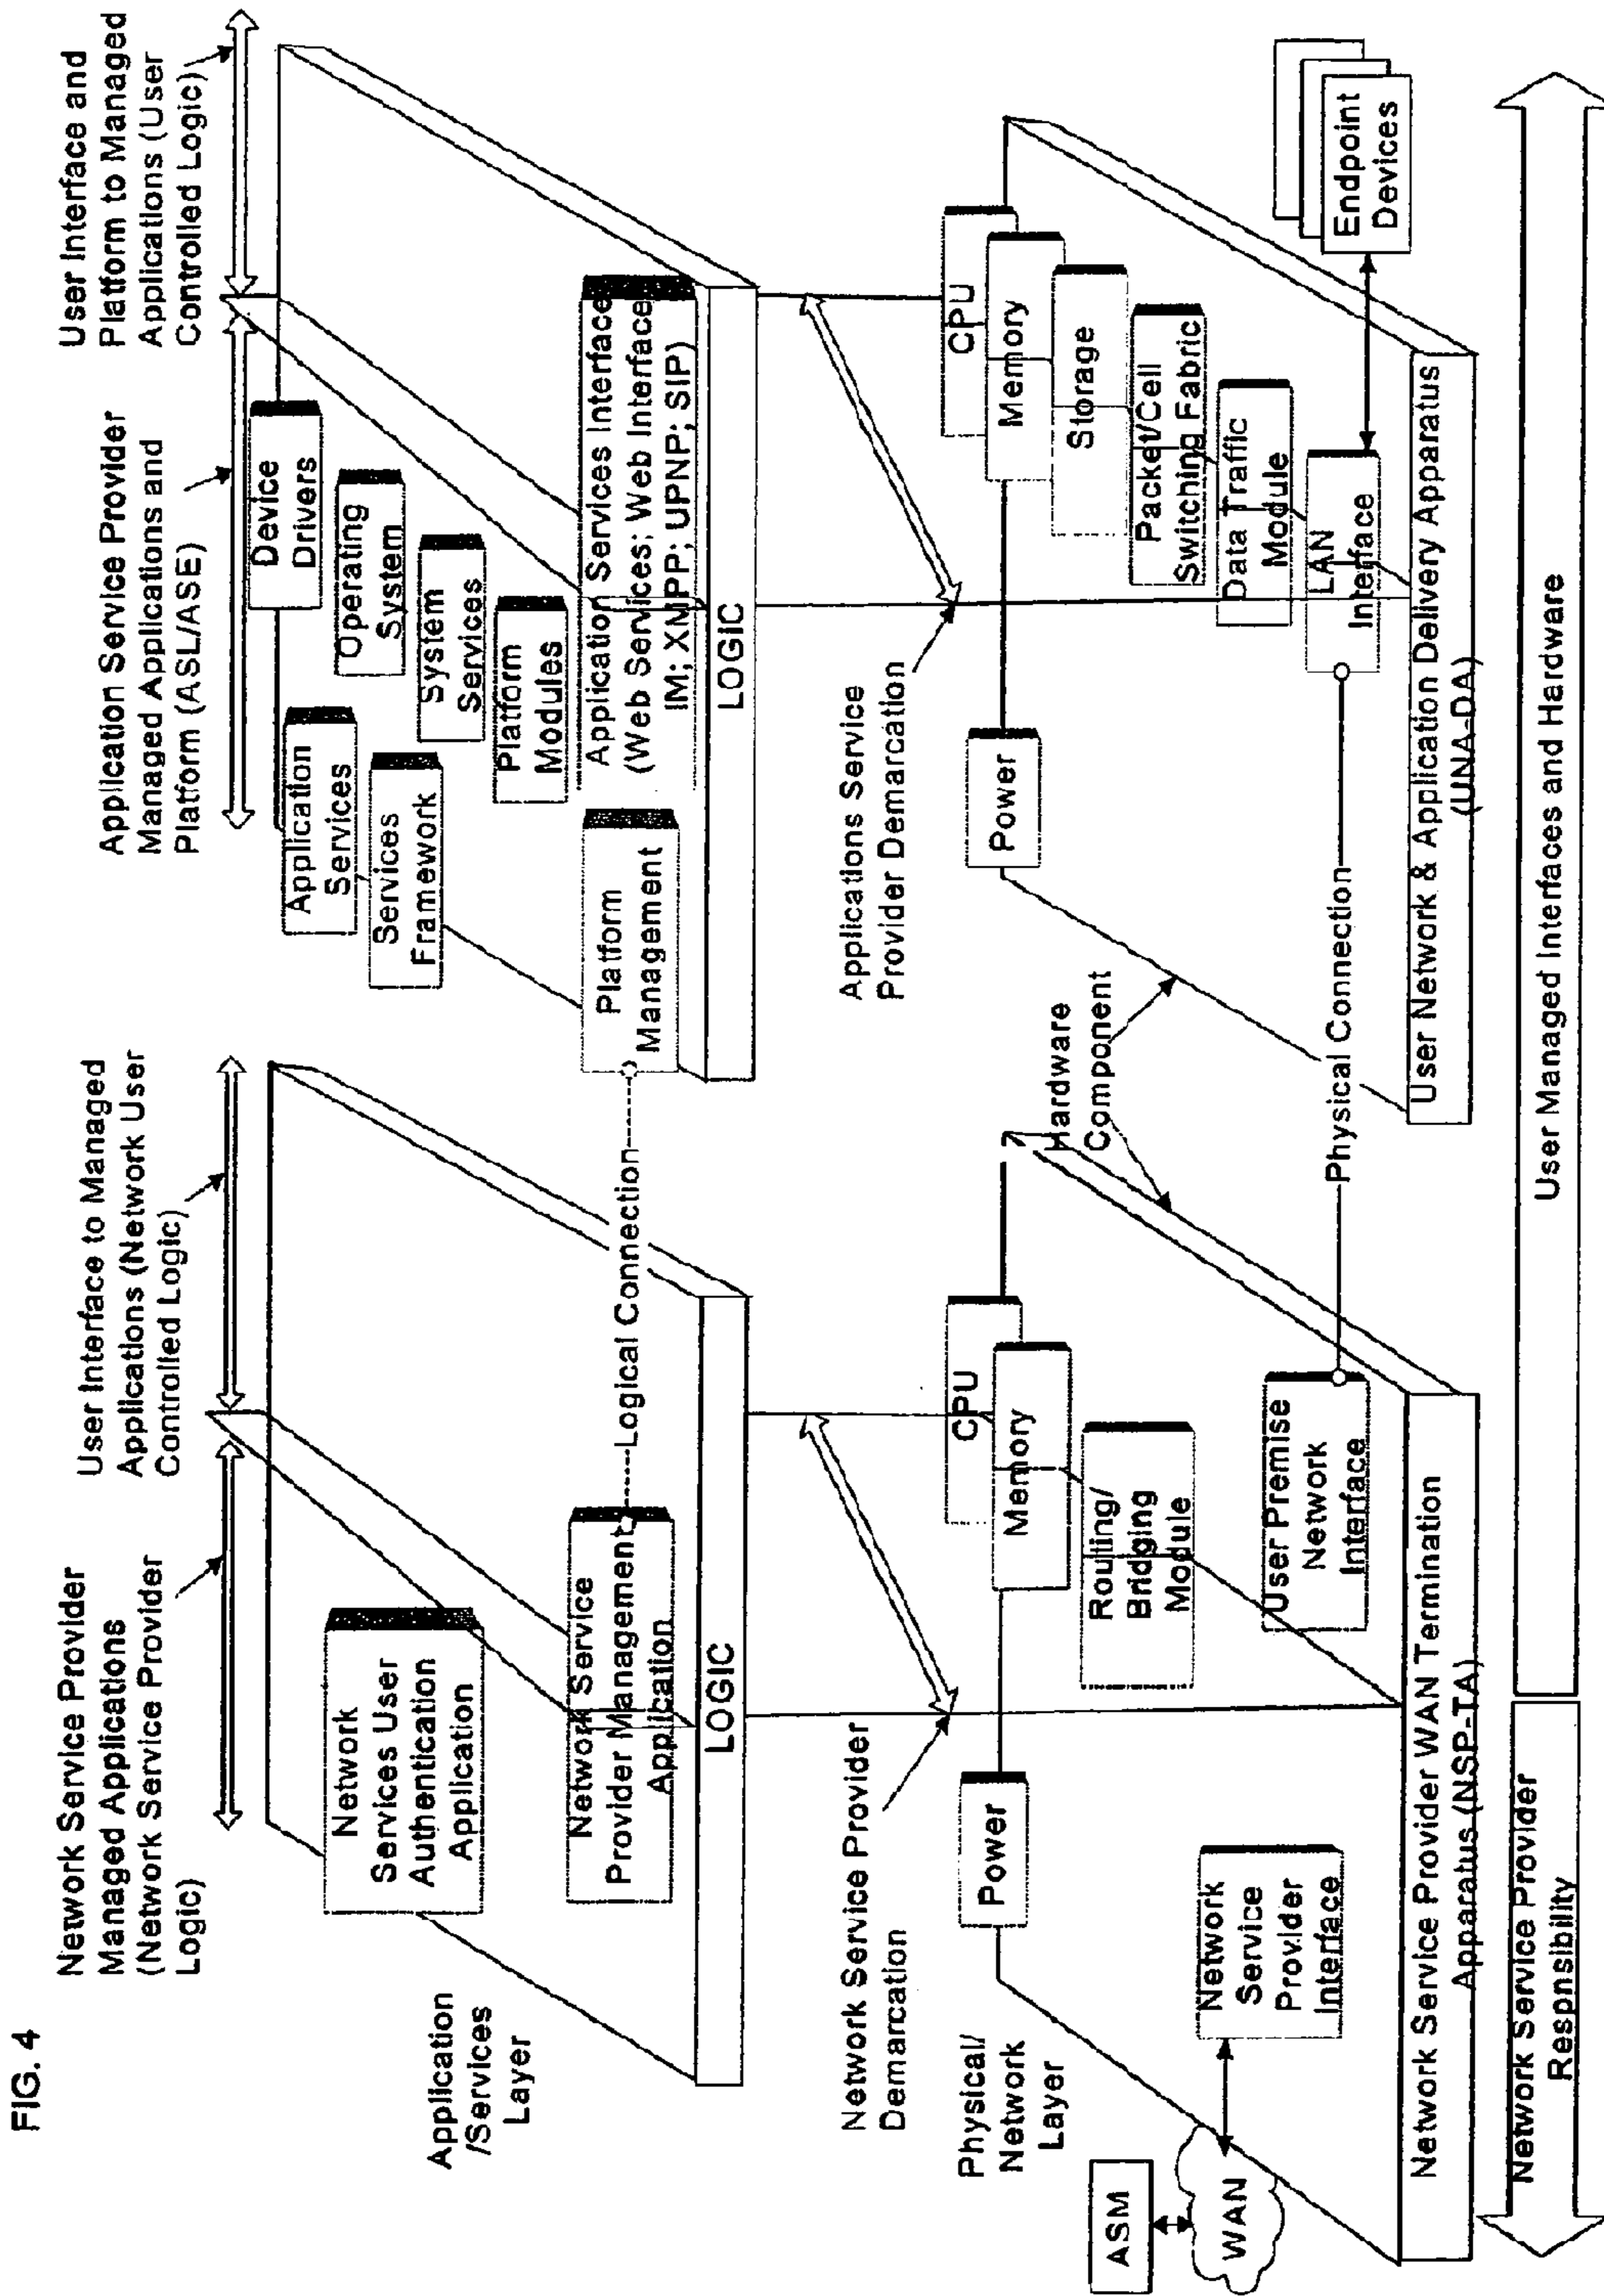 FIG. 4
Network Service Provider
Managed Applications
(Network Service Provider
Logic)
User Interface to Managed
Applications (Network User
Controlled Logic)
Application Service Provider
Managed Applications and
Platform (ASL/ASE)
User Interface and
Platform to Managed
Applications (User
Controlled Logic)
Application
/Services
Layer
Network
Services User
Authentication
Application
Network Service
Provider Management
Application
Logical Connection
LOGIC
Application
Services
Services
Framework
Platform
Management
Device
Drivers
Operating
System
System
Services
Platform
Modules
Application Services Interface
(Web Services; Web Interface
IM; XMPP; UPNP; SIP)
LOGIC
Network Service Provider
Demarcation
Applications Service
Provider Demarcation
Physical/
Network
Layer
ASM
WAN
Power
Network
Service
Provider
Interface
CPU
Memory
Routing/
Bridging
Module
User Premise
Network
Interface
Hardware
Component
Physical Connection
Power
CPU
Memory
Storage
Packet/Cell
Switching Fabric
Data Traffic
Module
LAN
Interface
Endpoint
Devices
Network Service Provider WAN Termination
Apparatus (NSP-TA)
User Network & Application Delivery Apparatus
(UNA-DA)
Network Service Provider
Respnsibility
User Managed Interfaces and Hardware